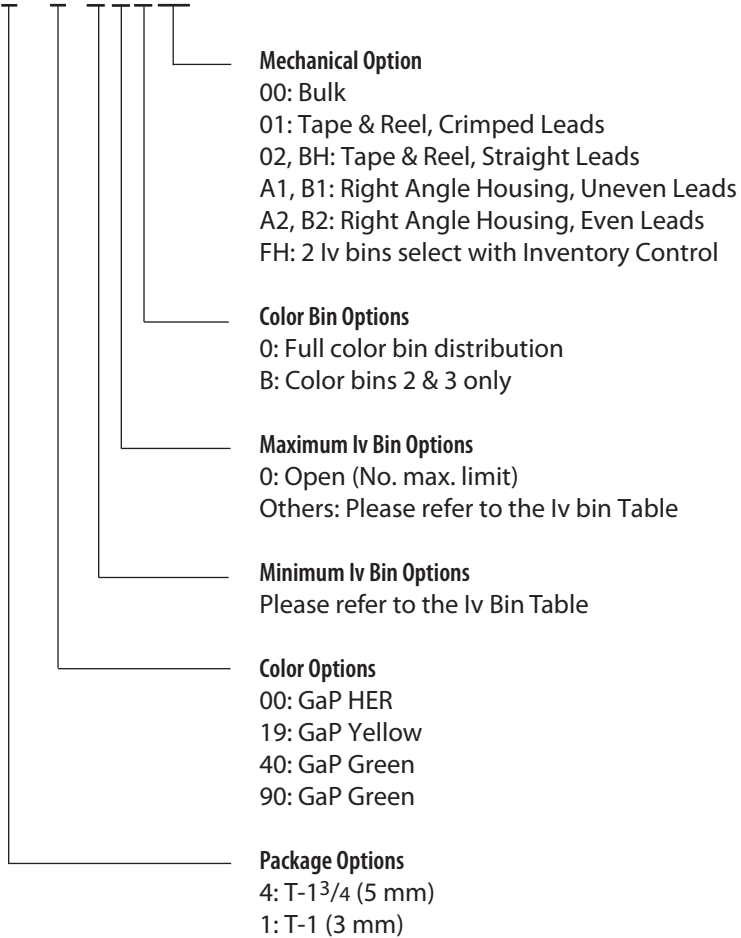 Mechanical Option
00: Bulk
01: Tape & Reel, Crimped Leads
02, BH: Tape & Reel, Straight Leads
A1, B1: Right Angle Housing, Uneven Leads
A2, B2: Right Angle Housing, Even Leads
FH: 2 Iv bins select with Inventory Control
Color Bin Options
0: Full color bin distribution
B: Color bins 2 & 3 only
Maximum Iv Bin Options
0: Open (No. max. limit)
Others: Please refer to the Iv bin Table
Minimum Iv Bin Options
Please refer to the Iv Bin Table
Color Options
00: GaP HER
19: GaP Yellow
40: GaP Green
90: GaP Green
Package Options
4: T-1 3/4 (5 mm)
1: T-1 (3 mm)